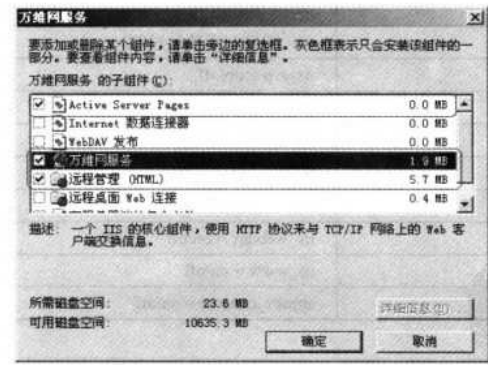 万维网服务
要添加或删除某个组件，请单击旁边的复选框。灰色框表示只会安装该组件的一
部分。要查看组件内容，请单击“详细信息”。
万维网服务 的子组件(C):
Active Server Pages 0.0 MB
Internet 数据连接器 0.0 MB
WebDAV 发布 0.0 MB
万维网服务 1.9 MB
远程管理 (HTML) 5.7 MB
远程桌面 Web 连接 0.4 MB
描述: 一个 IIS 的核心组件，使用 HTTP 协议来与 TCP/IP 网络上的 Web 客
户端交换信息。
所需磁盘空间: 23.6 MB
可用磁盘空间: 10635.3 MB
详细信息(D)...
确定 取消